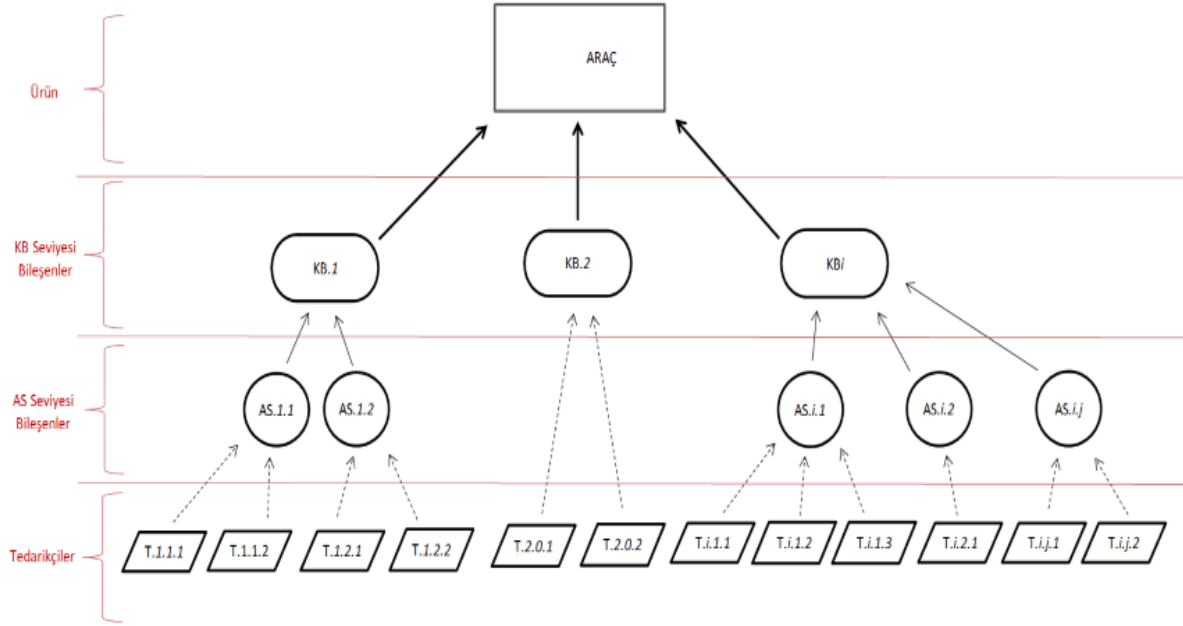 ARAÇ
Ürün
KB Seviyesi
Bileşenler
KB.1
KB.2
KBi
AS Seviyesi
Bileşenler
AS.1.1
AS.1.2
AS.i.1
AS.i.2
AS.i.j
Tedarikçiler
T.1.1.1
T.1.1.2
T.1.2.1
T.1.2.2
T.2.0.1
T.2.0.2
T.i.1.1
T.i.1.2
T.i.1.3
T.i.2.1
T.i.j.1
T.i.j.2